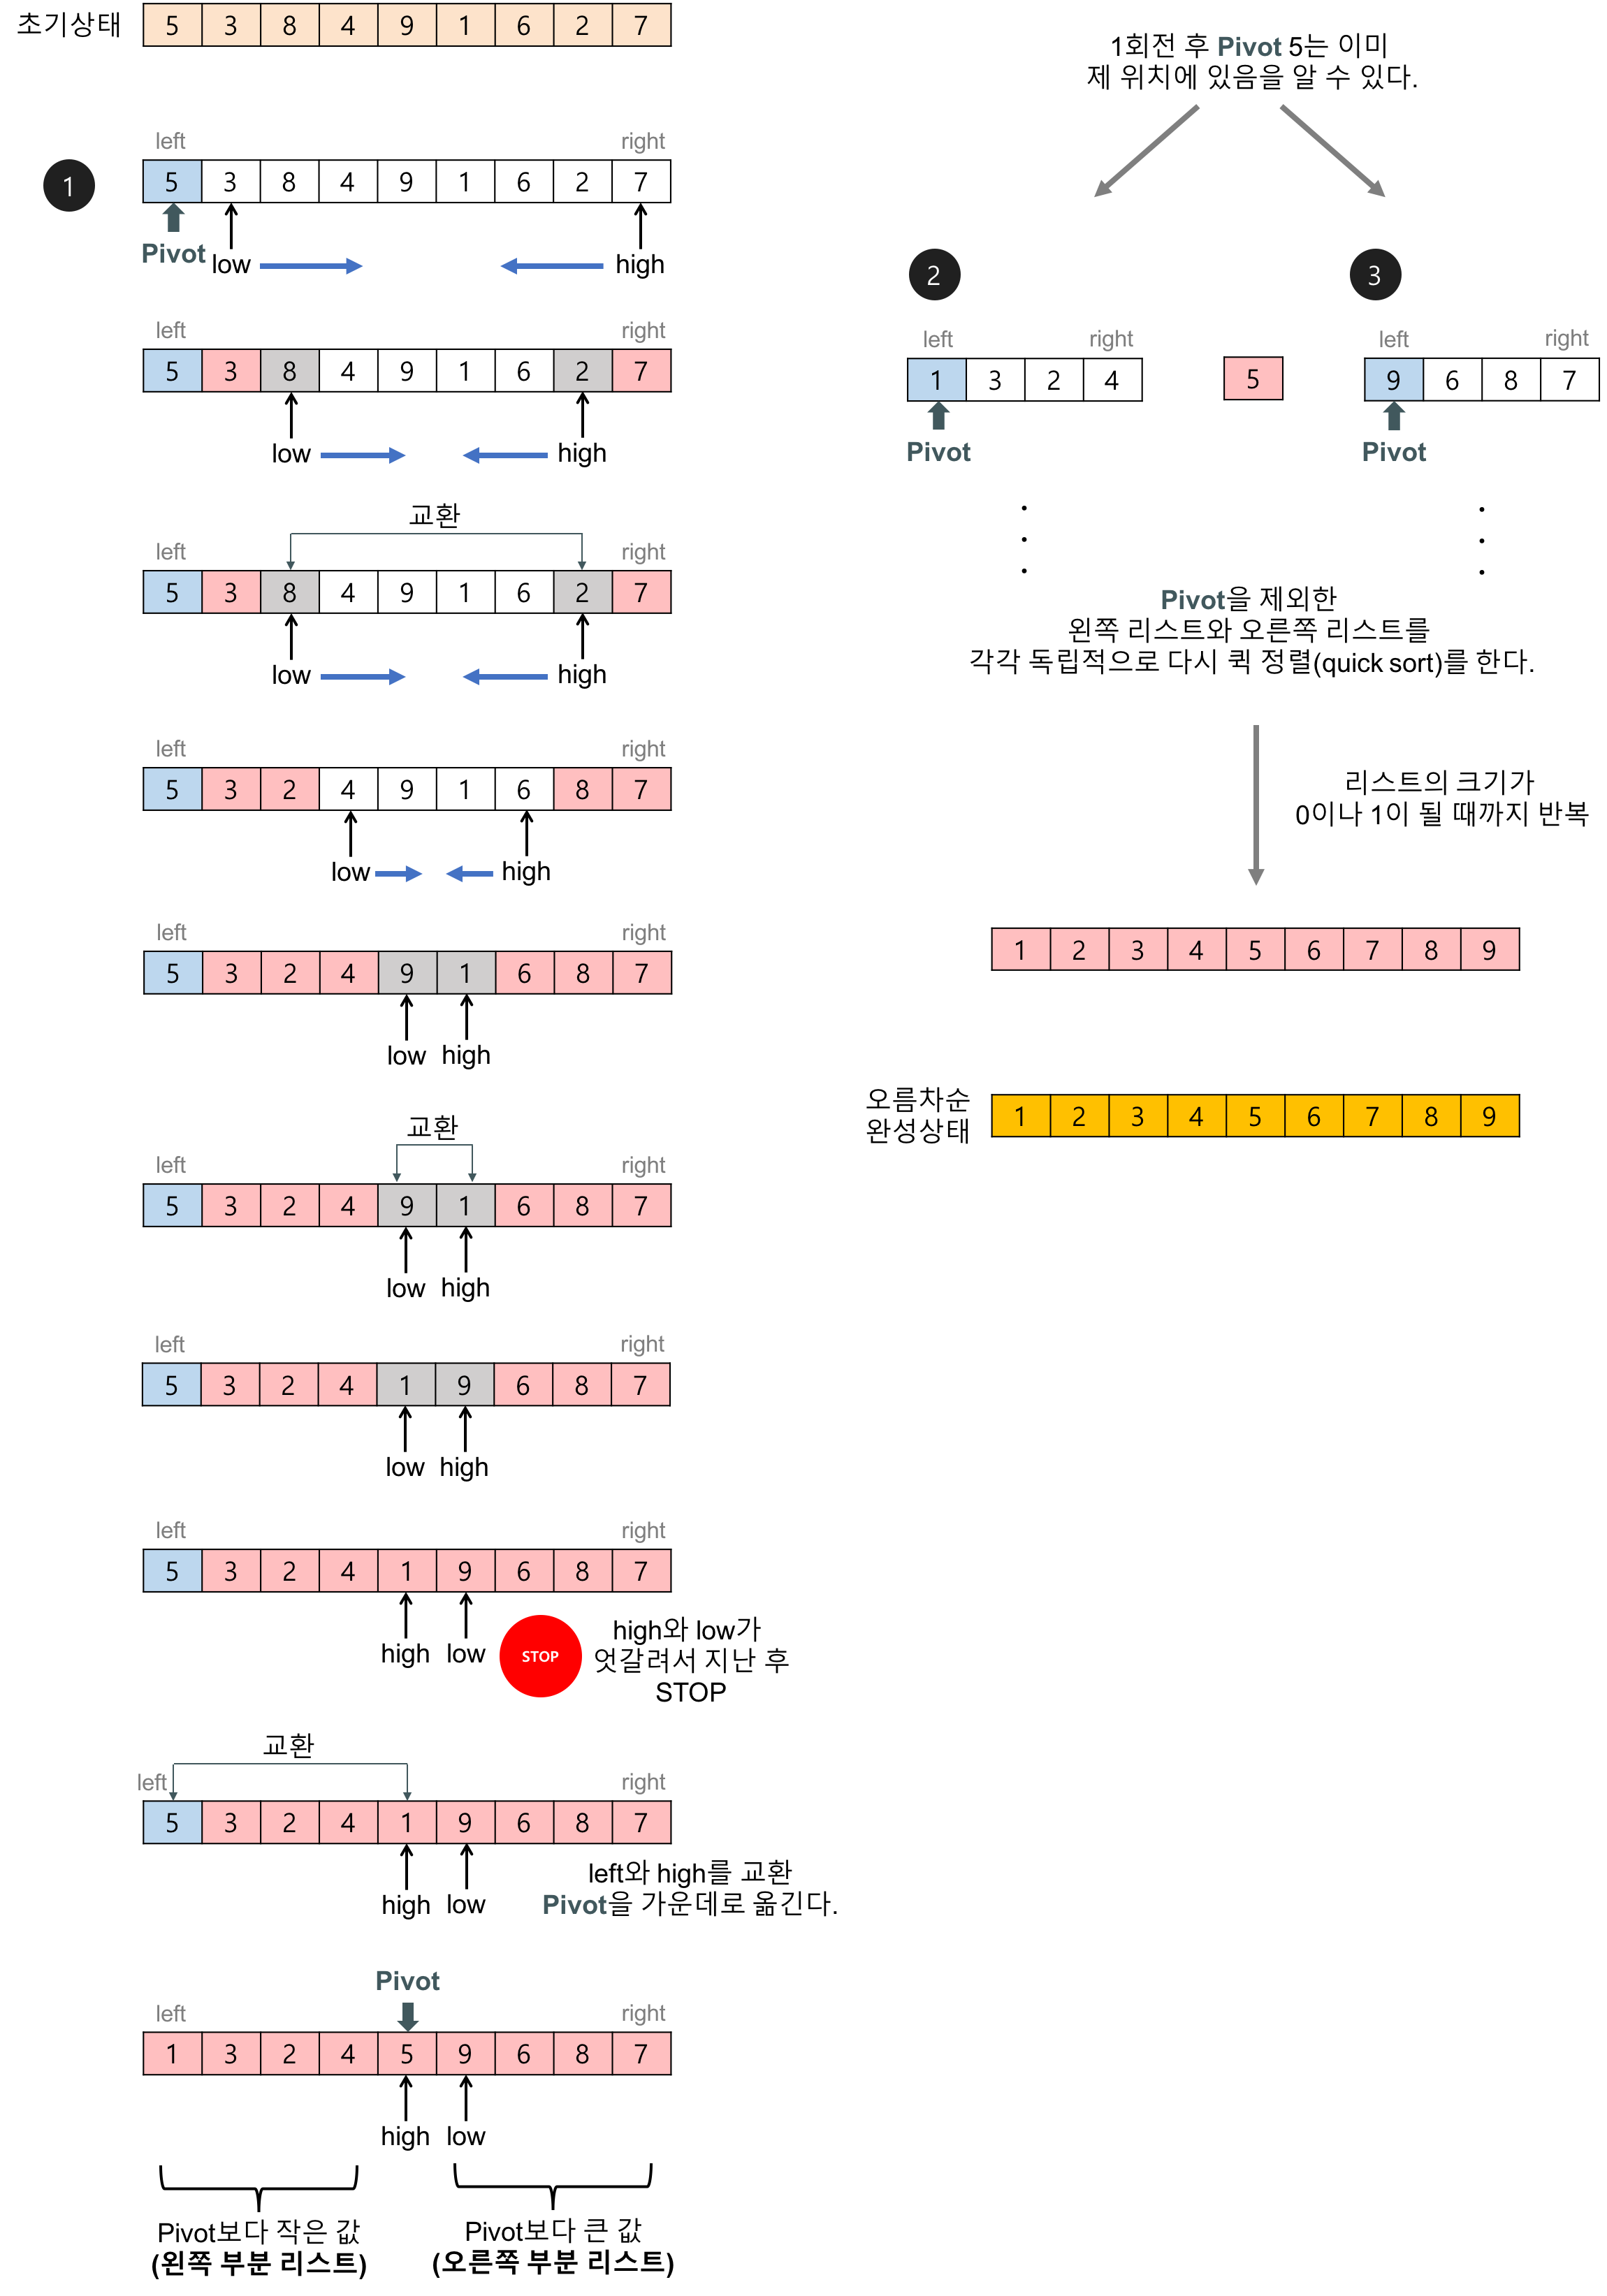 초기상태
5 3 8 4 9 1 6 2 7
1
left right
5 3 8 4 9 1 6 2 7
Pivot low high
left right
5 3 8 4 9 1 6 2 7
low high
교환
left right
5 3 8 4 9 1 6 2 7
low high
left right
5 3 2 4 9 1 6 8 7
low high
left right
5 3 2 4 9 1 6 8 7
low high
교환
left right
5 3 2 4 9 1 6 8 7
low high
left right
5 3 2 4 1 9 6 8 7
low high
left right
5 3 2 4 1 9 6 8 7
high low
STOP
high와 low가
엇갈려서 지난 후
STOP
교환
left right
5 3 2 4 1 9 6 8 7
high low
left와 high를 교환
Pivot을 가운데로 옮긴다.
Pivot
left right
1 3 2 4 5 9 6 8 7
high low
Pivot보다 작은 값
(왼쪽 부분 리스트)
Pivot보다 큰 값
(오른쪽 부분 리스트)
1회전 후 Pivot 5는 이미
제 위치에 있음을 알 수 있다.
2
left right
1 3 2 4
Pivot
5
3
left right
9 6 8 7
Pivot
Pivot을 제외한
왼쪽 리스트와 오른쪽 리스트를
각각 독립적으로 다시 퀵 정렬(quick sort)를 한다.
리스트의 크기가
0이나 1이 될 때까지 반복
1 2 3 4 5 6 7 8 9
오름차순
완성상태
1 2 3 4 5 6 7 8 9